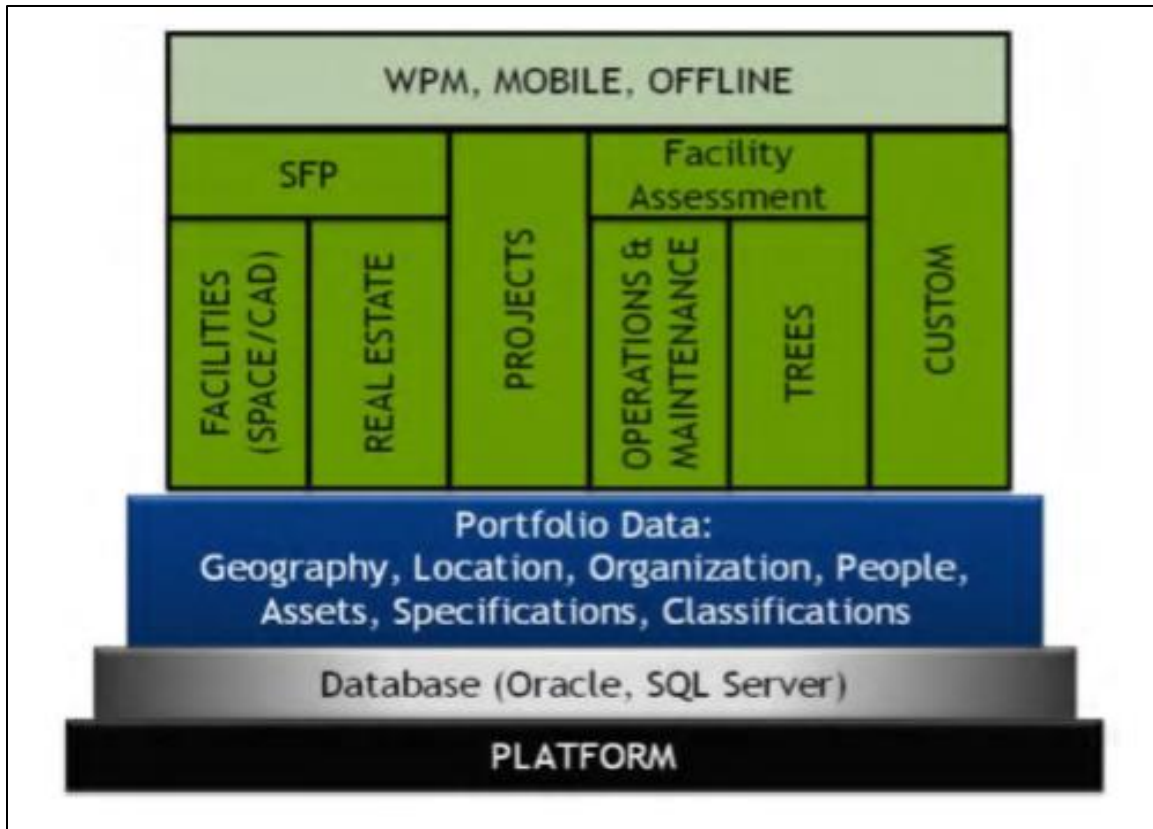 WPM, MOBILE, OFFLINE
SFP
Facility
Assessment
FACILITIES
(SPACE/CAD)
REAL ESTATE
PROJECTS
OPERATIONS &
MAINTENANCE
TREES
CUSTOM
Portfolio Data:
Geography, Location, Organization, People,
Assets, Specifications, Classifications
Database (Oracle, SQL Server)
PLATFORM